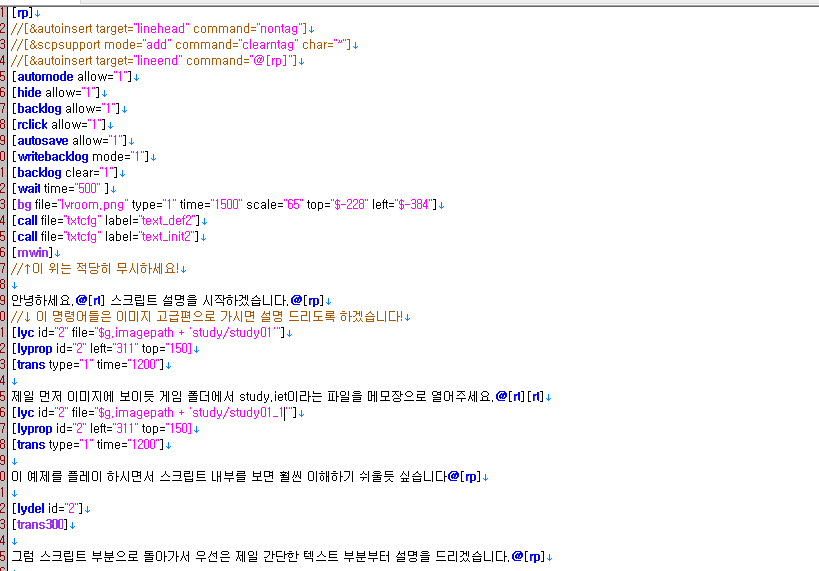 1 [rp]↓
2 //[&autoinsert target="linehead" command="nontag"]↓
3 //[&scpsupport mode="add" command="clearntag" char="*"]↓
4 //[&autoinsert target="lineend" command="@[rp]"]↓
5 [automode allow="1"]↓
6 [hide allow="1"]↓
7 [backlog allow="1"]↓
8 [rclick allow="1"]↓
9 [autosave allow="1"]↓
0 [writebacklog mode="1"]↓
1 [backlog clear="1"]↓
2 [wait time="500" ]↓
3 [bg file="lvroom.png" type="1" time="1500" scale="65" top="$-228" left="$-384"]↓
4 [call file="txtcfg" label="text_def2"]↓
5 [call file="txtcfg" label="text_init2"]↓
6 [mwin]↓
7 //↑이 위는 적당히 무시하세요!↓
8 ↓
9 안녕하세요.@[rl] 스크립트 설명을 시작하겠습니다.@[rp]↓
0 //↓ 이 명령어들은 이미지 고급편으로 가시면 설명 드리도록 하겠습니다!↓
1 [lyc id="2" file="$g.imagepath + 'study/study01'"]↓
2 [lyprop id="2" left="311" top="150]↓
3 [trans type="1" time="1200"]↓
4 ↓
5 제일 먼저 이미지에 보이듯 게임 폴더에서 study.iet이라는 파일을 메모장으로 열어주세요.@[rl][rl]↓
6 [lyc id="2" file="$g.imagepath + 'study/study01_1'"]↓
7 [lyprop id="2" left="311" top="150]↓
8 [trans type="1" time="1200"]↓
9 ↓
0 이 예제를 플레이 하시면서 스크립트 내부를 보면 훨씬 이해하기 쉬울듯 싶습니다@[rp]↓
1 ↓
2 [lydel id="2"]↓
3 [trans300]↓
4 ↓
5 그럼 스크립트 부분으로 돌아가서 우선은 제일 간단한 텍스트 부분부터 설명을 드리겠습니다.@[rp]↓